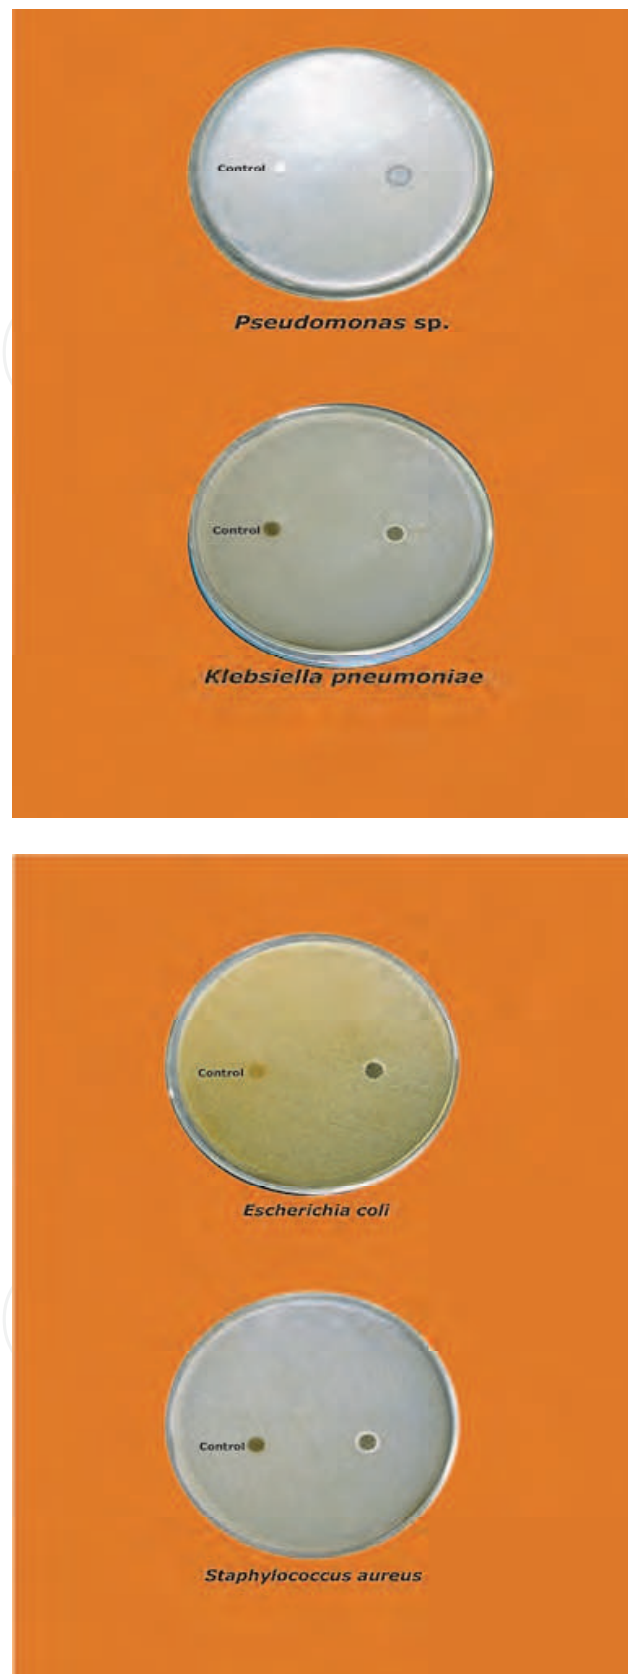 Control
Pseudomonas sp.
Control
Klebsiella pneumoniae
Control
Escherichia coli
Control
Staphylococcus aureus